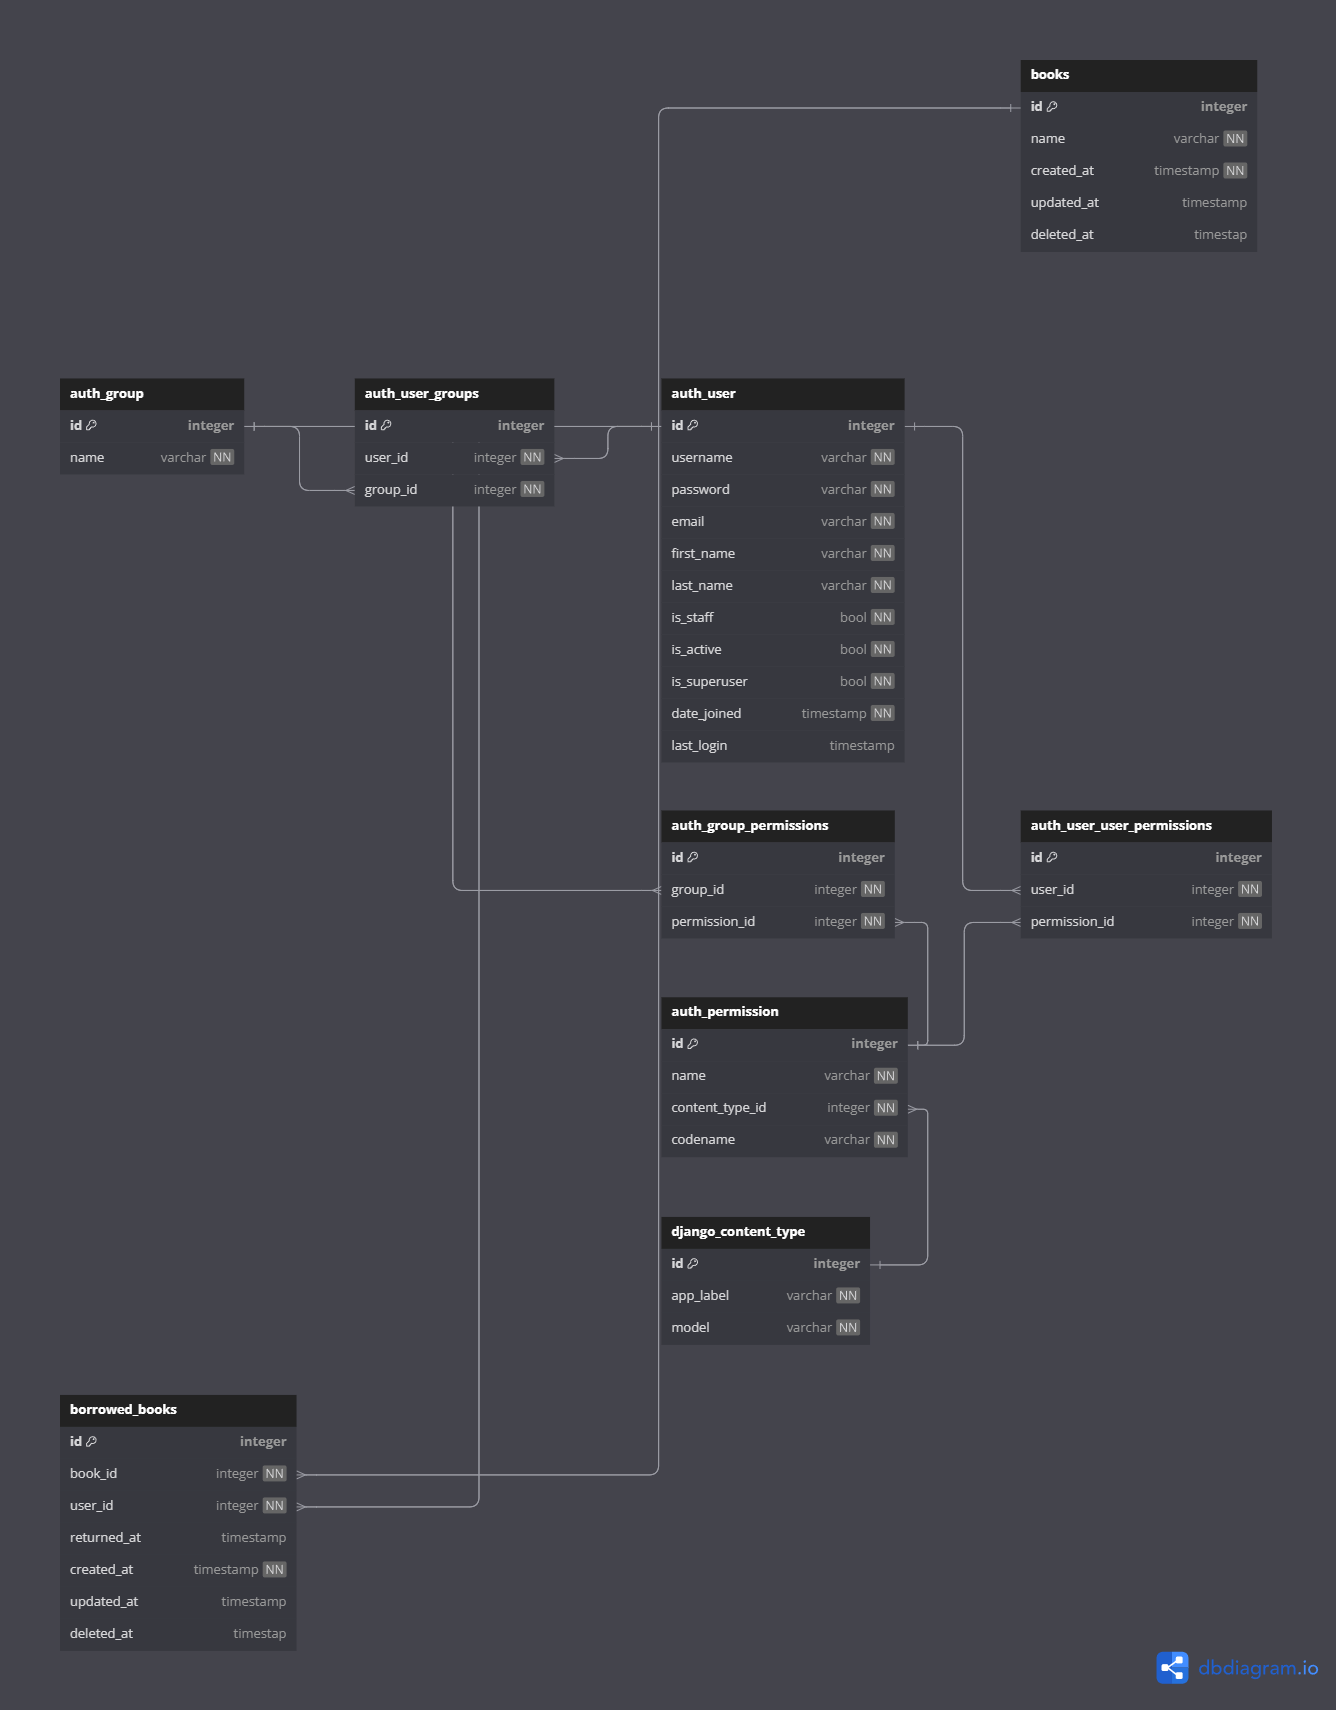 books
id integer
name varchar NN
created_at timestamp NN
updated_at timestamp
deleted_at timestap
auth_group
id integer
name varchar NN
auth_user_groups
id integer
user_id integer NN
group_id integer NN
auth_user
id integer
username varchar NN
password varchar NN
email varchar NN
first_name varchar NN
last_name varchar NN
is_staff bool NN
is_active bool NN
is_superuser bool NN
date_joined timestamp NN
last_login timestamp
auth_group_permissions
id integer
group_id integer NN
permission_id integer NN
auth_user_user_permissions
id integer
user_id integer NN
permission_id integer NN
auth_permission
id integer
name varchar NN
content_type_id integer NN
codename varchar NN
django_content_type
id integer
app_label varchar NN
model varchar NN
borrowed_books
id integer
book_id integer NN
user_id integer NN
returned_at timestamp
created_at timestamp NN
updated_at timestamp
deleted_at timestap
dbdiagram.io